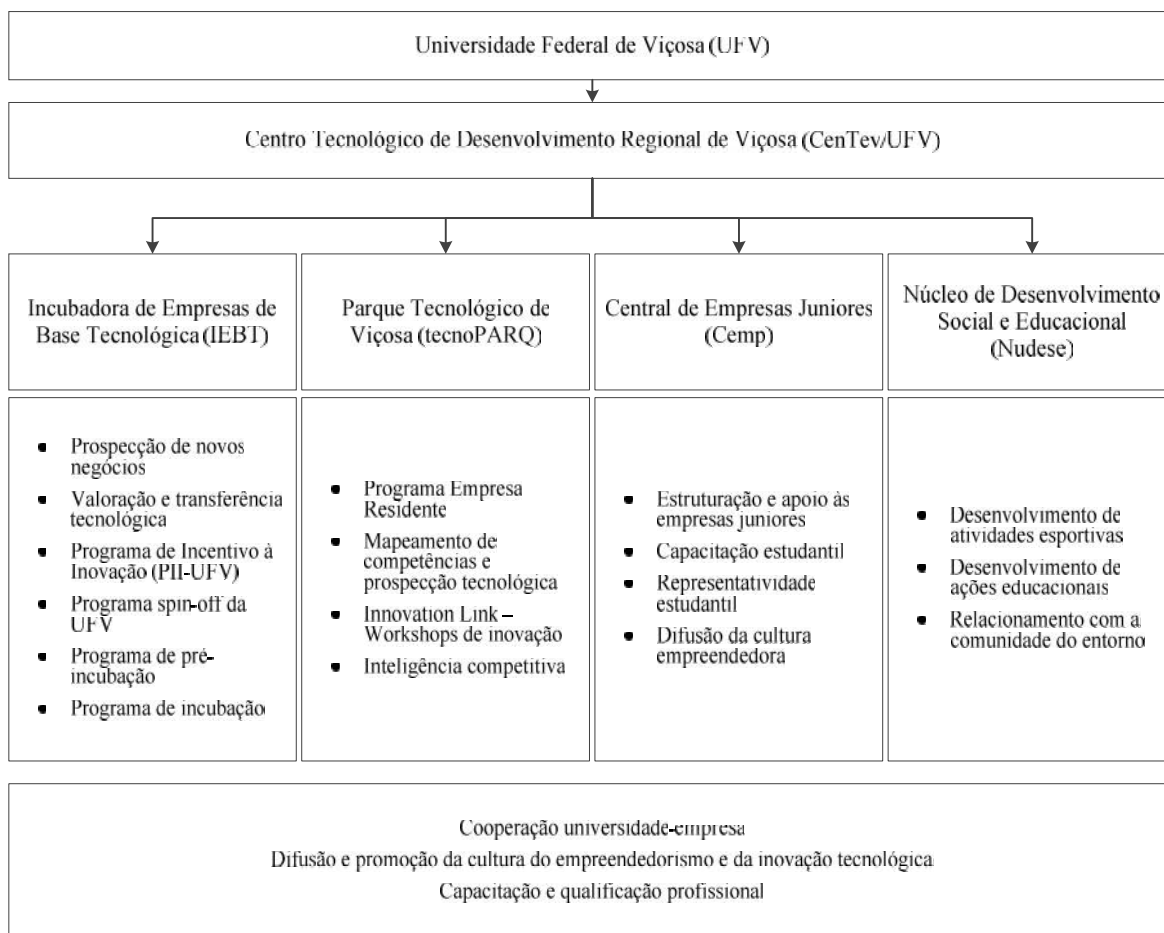 Universidade Federal de Viçosa (UFV)
Centro Tecnológico de Desenvolvimento Regional de Viçosa (CenTev/UFV)
Incubadora de Empresas de
Base Tecnológica (IEBT)
Parque Tecnológico de
Viçosa (tecnoPARQ)
Central de Empresas Juniores
(Cemp)
Núcleo de Desenvolvimento
Social e Educacional
(Nudese)
• Prospecção de novos
negócios
• Valoração e transferência
tecnológica
• Programa de Incentivo à
Inovação (PII-UFV)
• Programa spin-off da
UFV
• Programa de pré-
incubação
• Programa de incubação
• Programa Empresa
Residente
• Mapeamento de
competências e
prospecção tecnológica
• Innovation Link –
Workshops de inovação
• Inteligência competitiva
• Estruturação e apoio às
empresas juniores
• Capacitação estudantil
• Representatividade
estudantil
• Difusão da cultura
empreendedora
• Desenvolvimento de
atividades esportivas
• Desenvolvimento de
ações educacionais
• Relacionamento com a
comunidade do entorno
Cooperação universidade-empresa
Difusão e promoção da cultura do empreendedorismo e da inovação tecnológica
Capacitação e qualificação profissional